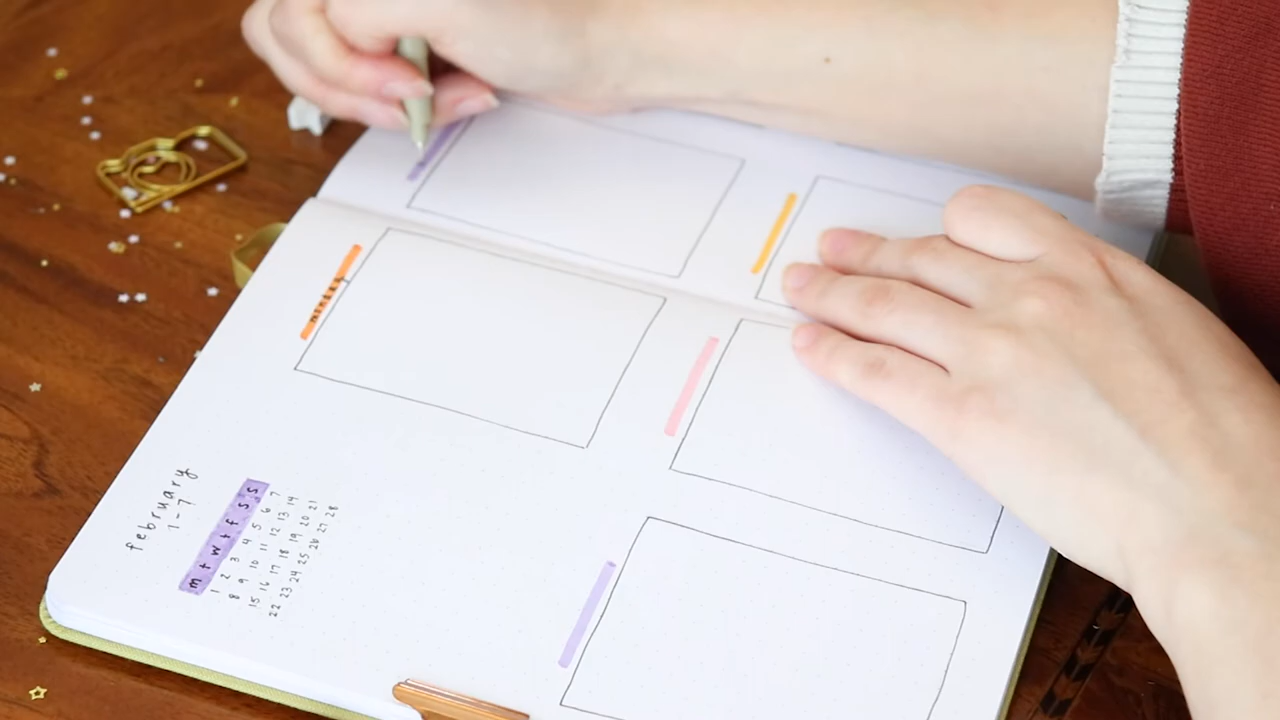 february
1-7
m t w t f s s
1 2 3 4 5 6 7
8 9 10 11 12 13 14
15 16 17 18 19 20 21
22 23 24 25 26 27 28
monday